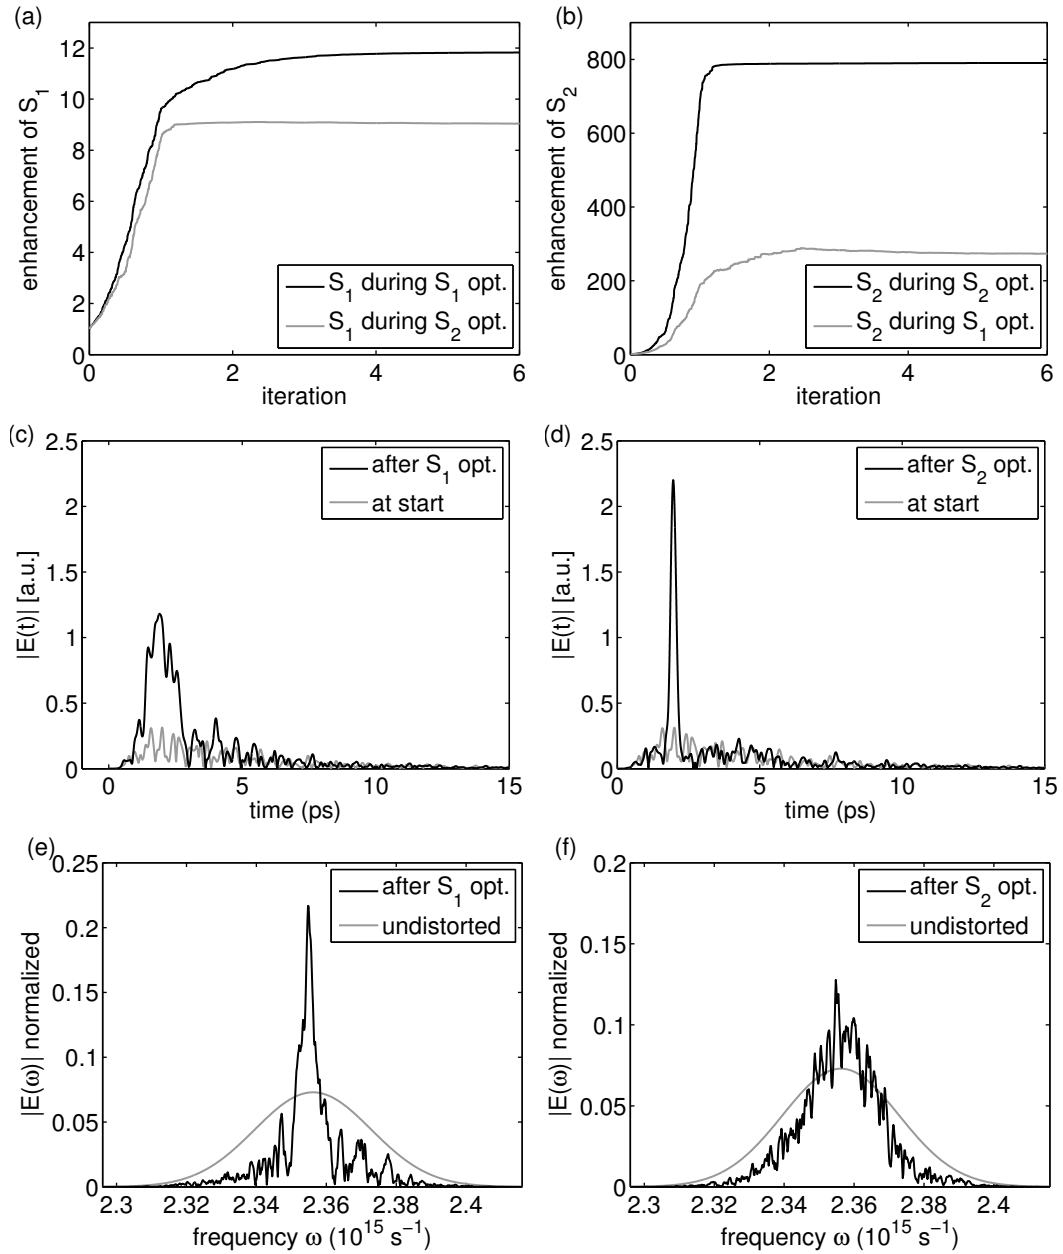 (a)
enhancement of S1
12
10
8
6
4
2
0
0 2 4 6
iteration
S1 during S1 opt.
S1 during S2 opt.
(b)
enhancement of S2
800
600
400
200
0
0 2 4 6
iteration
S2 during S2 opt.
S2 during S1 opt.
(c)
|E(t)| [a.u.]
2.5
2
1.5
1
0.5
0
0 5 10 15
time (ps)
after S1 opt.
at start
(d)
|E(t)| [a.u.]
2.5
2
1.5
1
0.5
0
0 5 10 15
time (ps)
after S2 opt.
at start
(e)
|E(ω)| normalized
0.25
0.2
0.15
0.1
0.05
0
2.3 2.32 2.34 2.36 2.38 2.4
frequency ω (10^15 s^−1)
after S1 opt.
undistorted
(f)
|E(ω)| normalized
0.2
0.15
0.1
0.05
0
2.3 2.32 2.34 2.36 2.38 2.4
frequency ω (10^15 s^−1)
after S2 opt.
undistorted